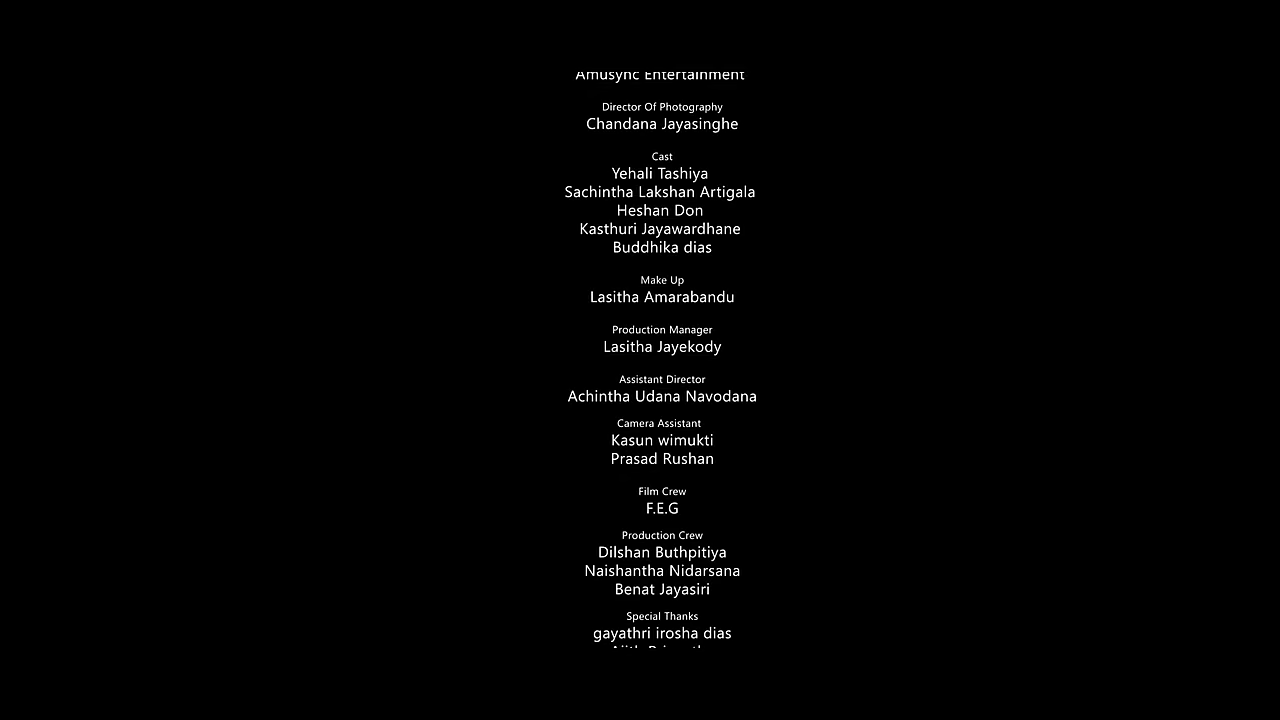 Amusync Entertainment
Director Of Photography
Chandana Jayasinghe
Cast
Yehali Tashiya
Sachintha Lakshan Artigala
Heshan Don
Kasthuri Jayawardhane
Buddhika dias
Make Up
Lasitha Amarabandu
Production Manager
Lasitha Jayekody
Assistant Director
Achintha Udana Navodana
Camera Assistant
Kasun wimukti
Prasad Rushan
Film Crew
F.E.G
Production Crew
Dilshan Buthpitiya
Naishantha Nidarsana
Benat Jayasiri
Special Thanks
gayathri irosha dias